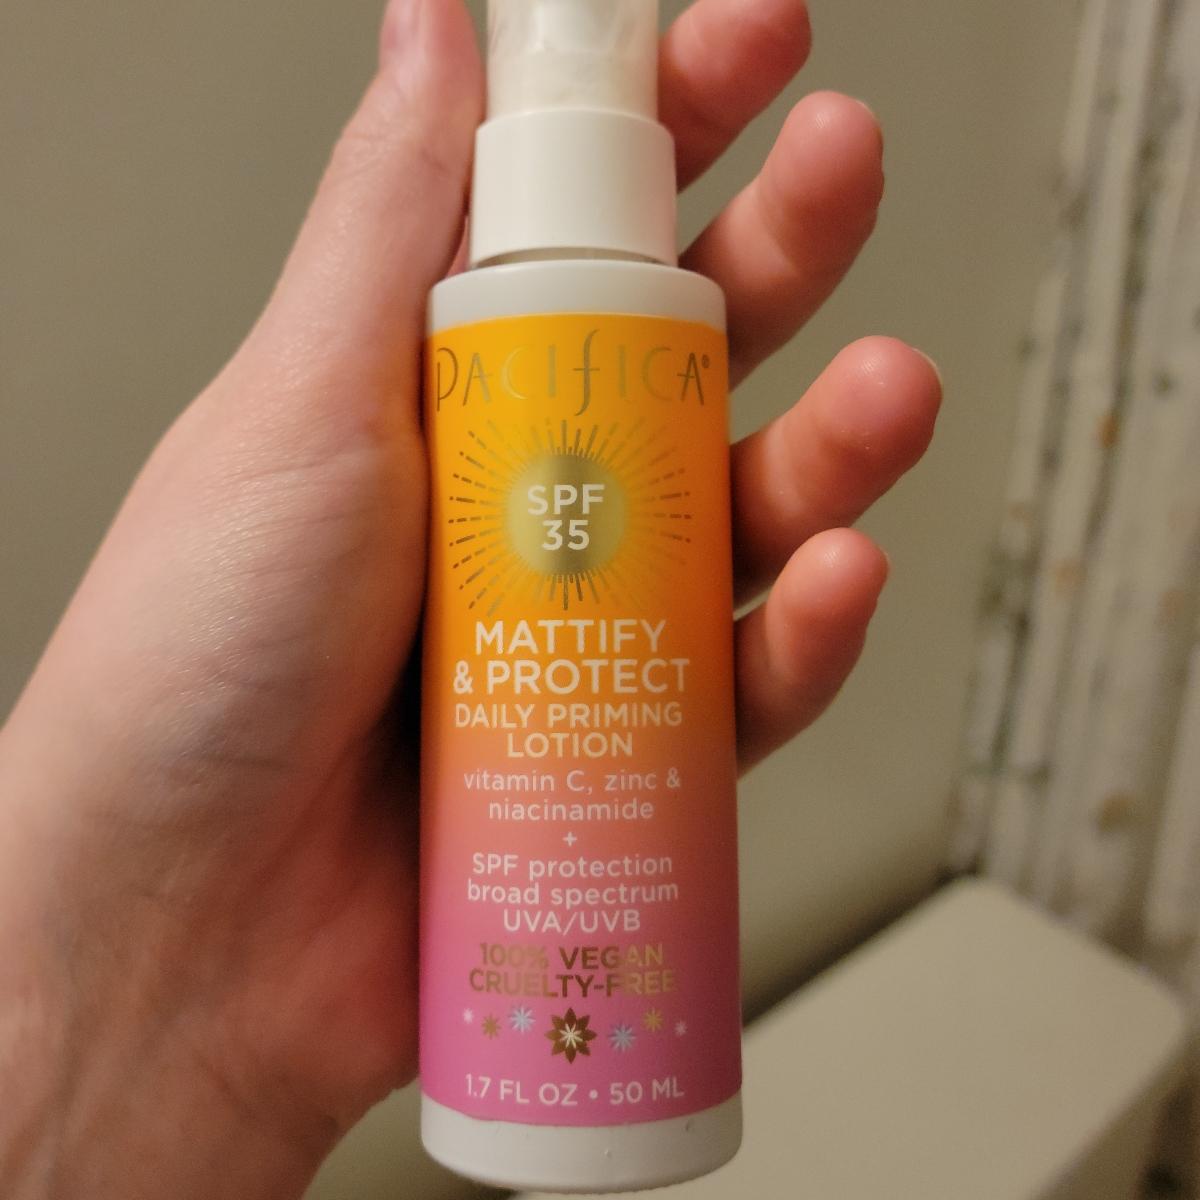 PACIFICA®
SPF
35
MATTIFY
& PROTECT
DAILY PRIMING
LOTION
vitamin C, zinc &
niacinamide
+
SPF protection
broad spectrum
UVA/UVB
100% VEGAN
CRUELTY-FREE
1.7 FL OZ • 50 ML